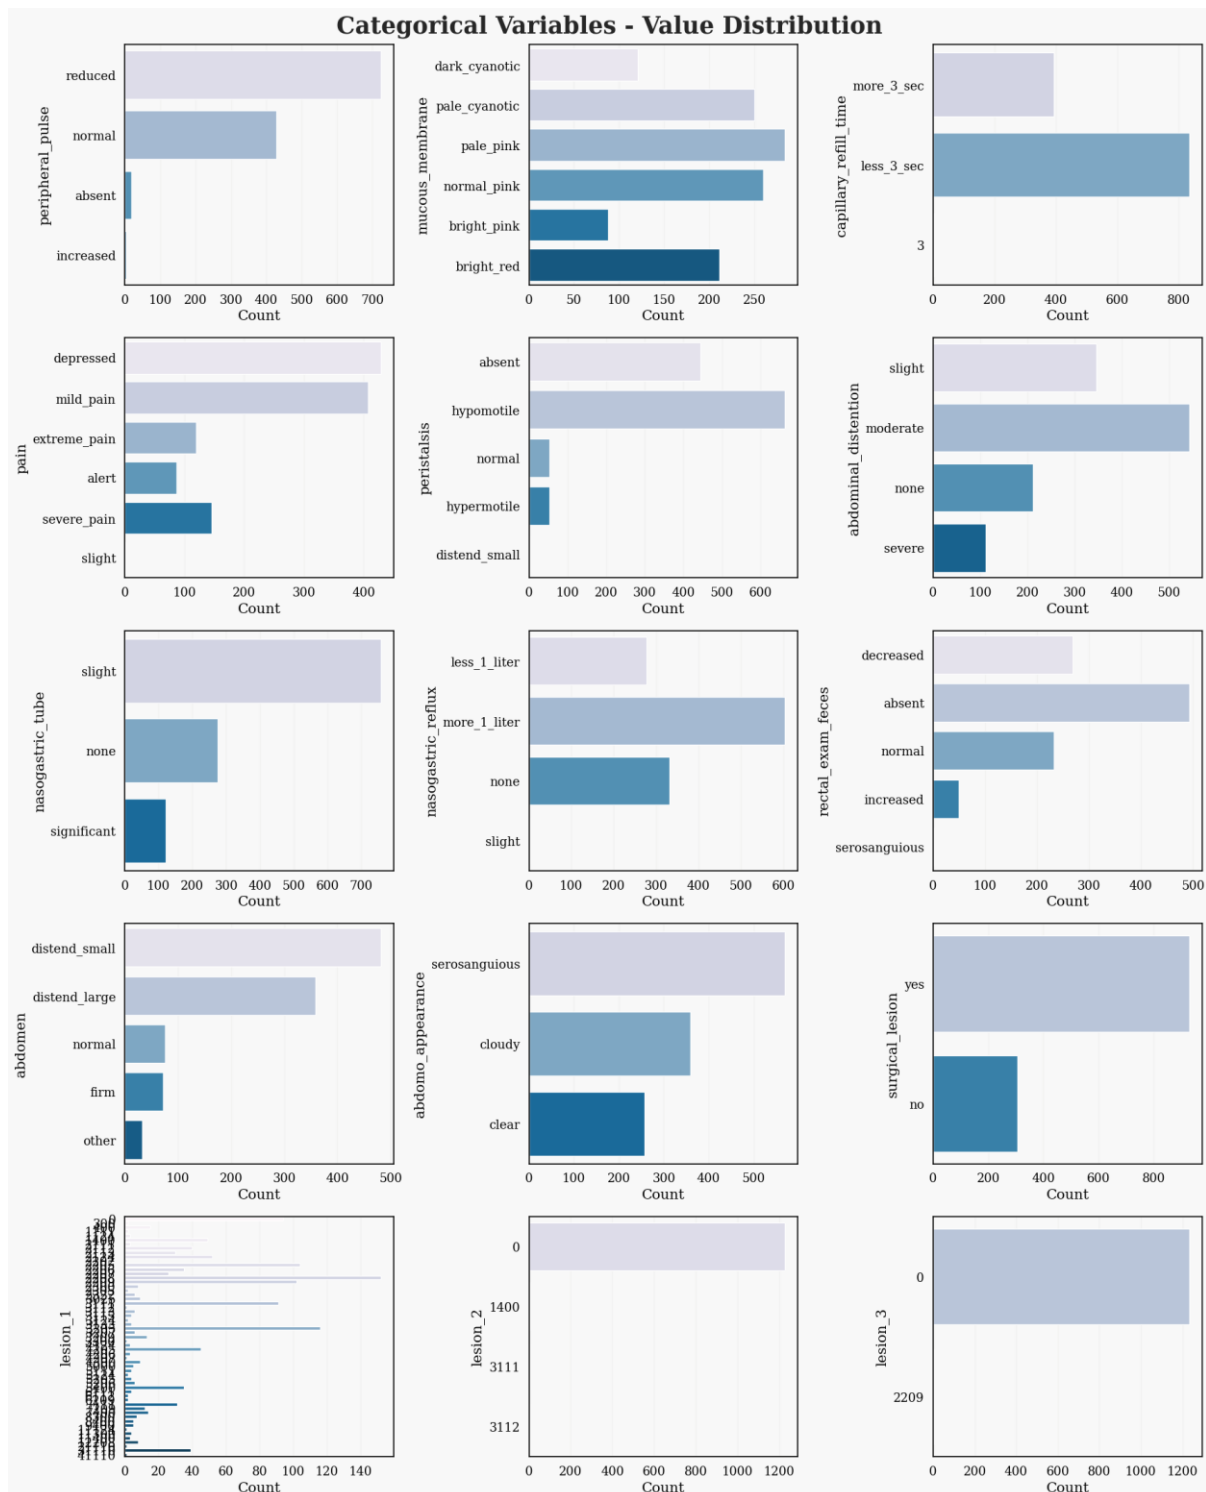 Categorical Variables - Value Distribution
peripheral_pulse
reduced
normal
absent
increased
0 100 200 300 400 500 600 700
Count
mucous_membrane
dark_cyanotic
pale_cyanotic
pale_pink
normal_pink
bright_pink
bright_red
0 50 100 150 200 250
Count
capillary_refill_time
more_3_sec
less_3_sec
3
0 200 400 600 800
Count
pain
depressed
mild_pain
extreme_pain
alert
severe_pain
slight
0 100 200 300 400
Count
peristalsis
absent
hypomotile
normal
hypermotile
distend_small
0 100 200 300 400 500 600
Count
abdominal_distention
slight
moderate
none
severe
0 100 200 300 400 500
Count
nasogastric_tube
slight
none
significant
0 100 200 300 400 500 600 700
Count
nasogastric_reflux
less_1_liter
more_1_liter
none
slight
0 100 200 300 400 500 600
Count
rectal_exam_feces
decreased
absent
normal
increased
serosanguious
0 100 200 300 400 500
Count
abdomen
distend_small
distend_large
normal
firm
other
0 100 200 300 400 500
Count
abdomo_appearance
serosanguious
cloudy
clear
0 100 200 300 400 500
Count
surgical_lesion
yes
no
0 200 400 600 800
Count
lesion_1
0 20 40 60 80 100 120 140
Count
lesion_2
0
1400
3111
3112
0 200 400 600 800 1000 1200
Count
lesion_3
0
2209
0 200 400 600 800 1000 1200
Count